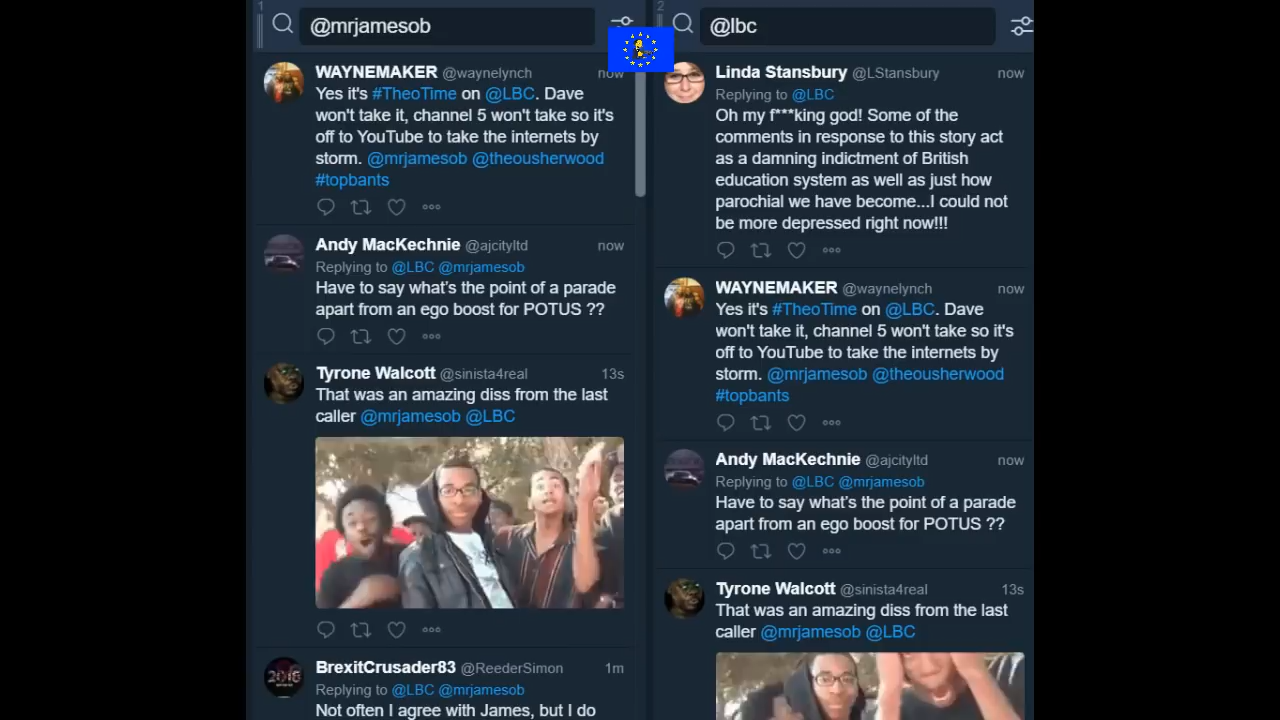 1
@mrjamesob
WAYNEMAKER @waynelynch now
Yes it's #TheoTime on @LBC. Dave
won't take it, channel 5 won't take so it's
off to YouTube to take the internets by
storm. @mrjamesob @theousherwood
#topbants
Andy MacKechnie @ajcityltd now
Replying to @LBC @mrjamesob
Have to say what's the point of a parade
apart from an ego boost for POTUS ??
Tyrone Walcott @sinista4real 13s
That was an amazing diss from the last
caller @mrjamesob @LBC
BrexitCrusader83 @ReederSimon 1m
Replying to @LBC @mrjamesob
Not often I agree with James, but I do
2
@lbc
Linda Stansbury @LStansbury now
Replying to @LBC
Oh my f***king god! Some of the
comments in response to this story act
as a damning indictment of British
education system as well as just how
parochial we have become...I could not
be more depressed right now!!!
WAYNEMAKER @waynelynch now
Yes it's #TheoTime on @LBC. Dave
won't take it, channel 5 won't take so it's
off to YouTube to take the internets by
storm. @mrjamesob @theousherwood
#topbants
Andy MacKechnie @ajcityltd now
Replying to @LBC @mrjamesob
Have to say what's the point of a parade
apart from an ego boost for POTUS ??
Tyrone Walcott @sinista4real 13s
That was an amazing diss from the last
caller @mrjamesob @LBC